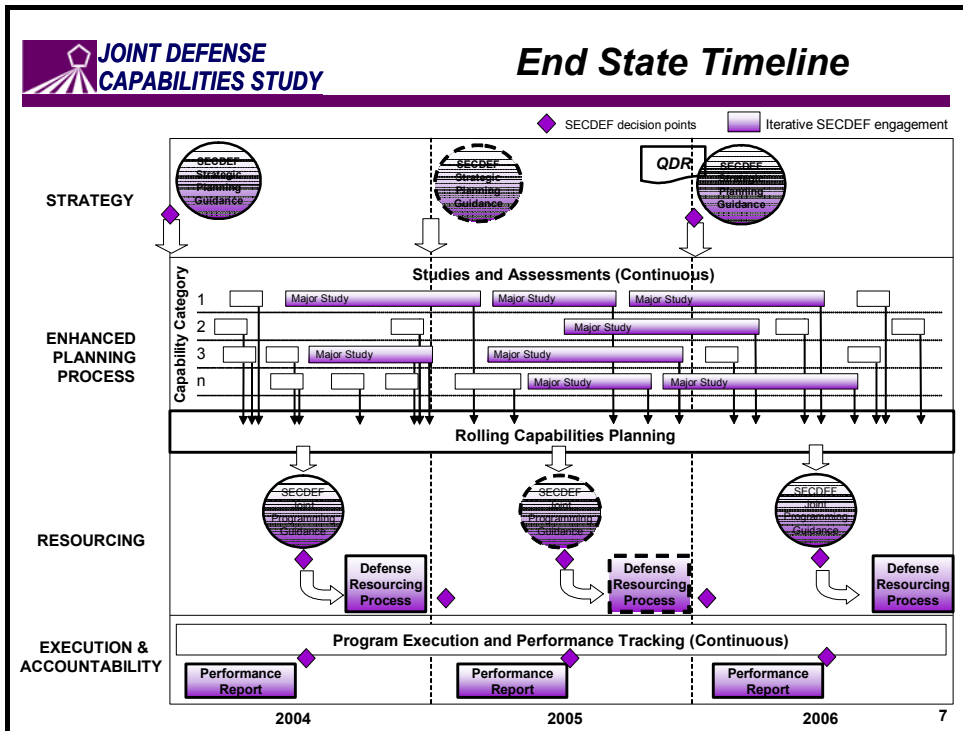 JOINT DEFENSE
CAPABILITIES STUDY
End State Timeline
SECDEF decision points
Iterative SECDEF engagement
STRATEGY
SECDEF
Strategic
Planning
Guidance
SECDEF
Strategic
Planning
Guidance
QDR
SECDEF
Strategic
Planning
Guidance
ENHANCED
PLANNING
PROCESS
Capability Category
Studies and Assessments (Continuous)
1
Major Study
Major Study
Major Study
2
Major Study
3
Major Study
Major Study
n
Major Study
Major Study
Rolling Capabilities Planning
RESOURCING
SECDEF
Joint
Programming
Guidance
SECDEF
Joint
Programming
Guidance
SECDEF
Joint
Programming
Guidance
Defense
Resourcing
Process
Defense
Resourcing
Process
Defense
Resourcing
Process
EXECUTION &
ACCOUNTABILITY
Program Execution and Performance Tracking (Continuous)
Performance
Report
Performance
Report
Performance
Report
2004
2005
2006
7